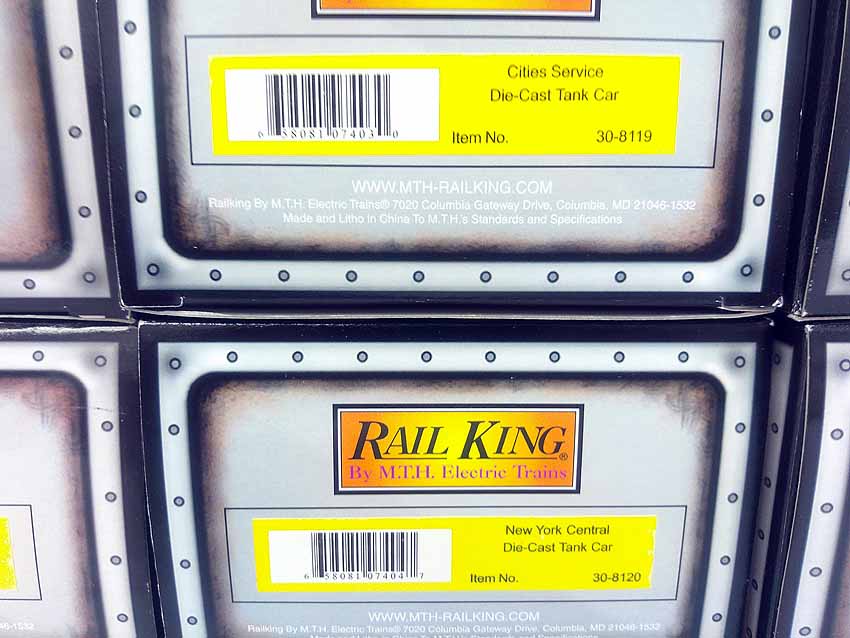 Cities Service
Die-Cast Tank Car
6 58081 07403 0
Item No. 30-8119
WWW.MTH-RAILKING.COM
Railking By M.T.H. Electric Trains® 7020 Columbia Gateway Drive, Columbia, MD 21046-1532
Made and Litho in China To M.T.H.'s Standards and Specifications
RAIL KING®
By M.T.H. Electric Trains
New York Central
Die-Cast Tank Car
6 58081 07404 7
Item No. 30-8120
WWW.MTH-RAILKING.COM
46-1532
Railking By M.T.H. Electric Trains® 7020 Columbia Gateway Drive, Columbia, MD 21046-1532